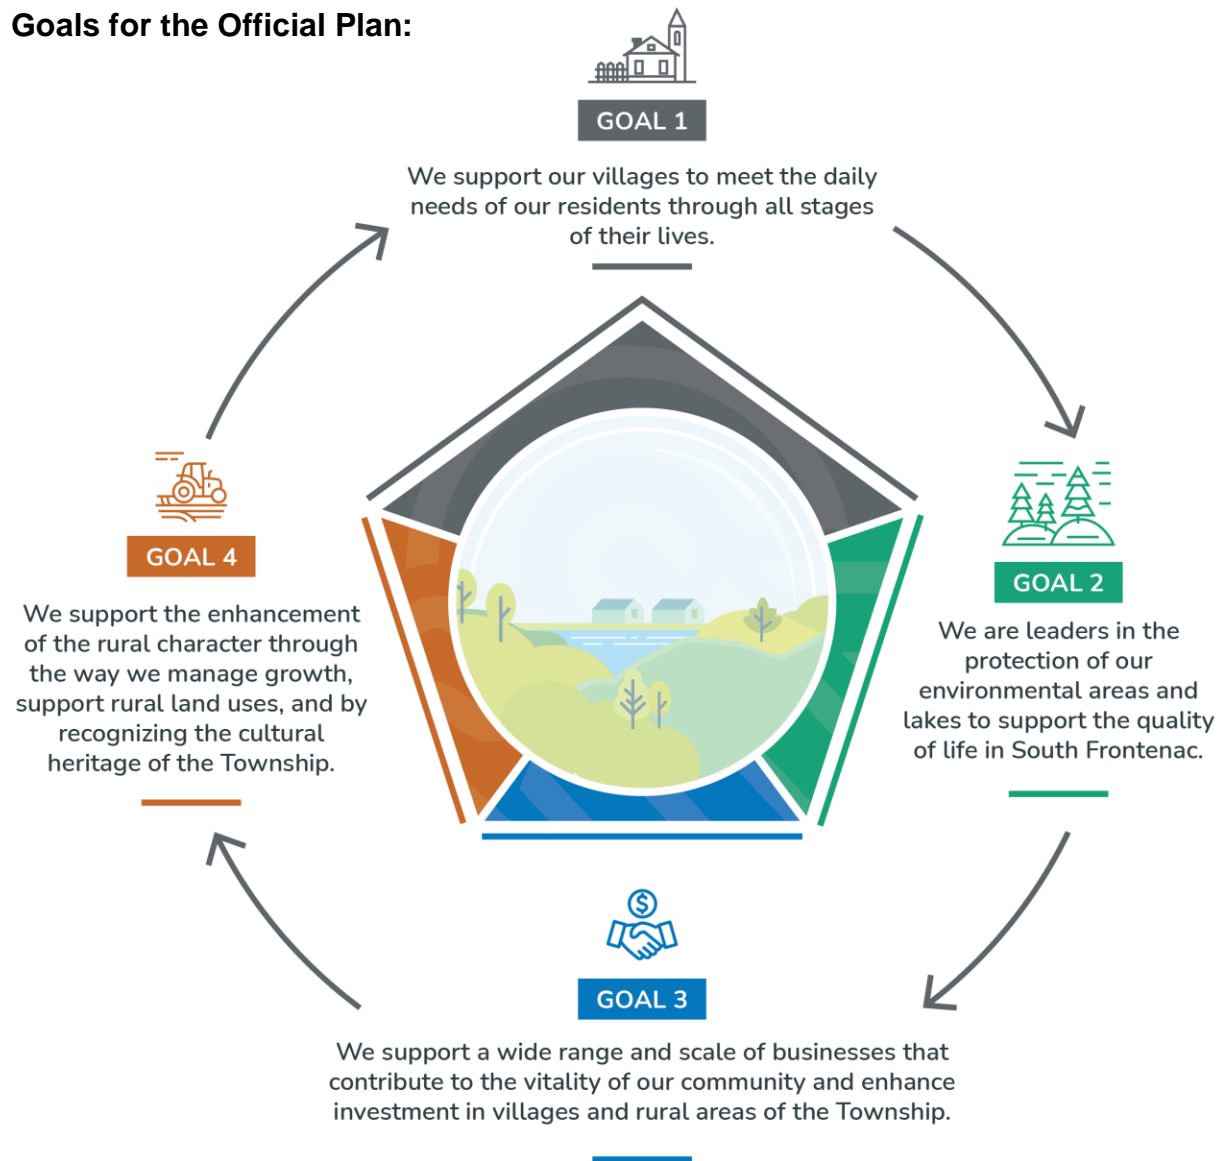 Goals for the Official Plan:
GOAL 1
We support our villages to meet the daily
needs of our residents through all stages
of their lives.
GOAL 2
We are leaders in the
protection of our
environmental areas and
lakes to support the quality
of life in South Frontenac.
GOAL 3
We support a wide range and scale of businesses that
contribute to the vitality of our community and enhance
investment in villages and rural areas of the Township.
GOAL 4
We support the enhancement
of the rural character through
the way we manage growth,
support rural land uses, and by
recognizing the cultural
heritage of the Township.
$